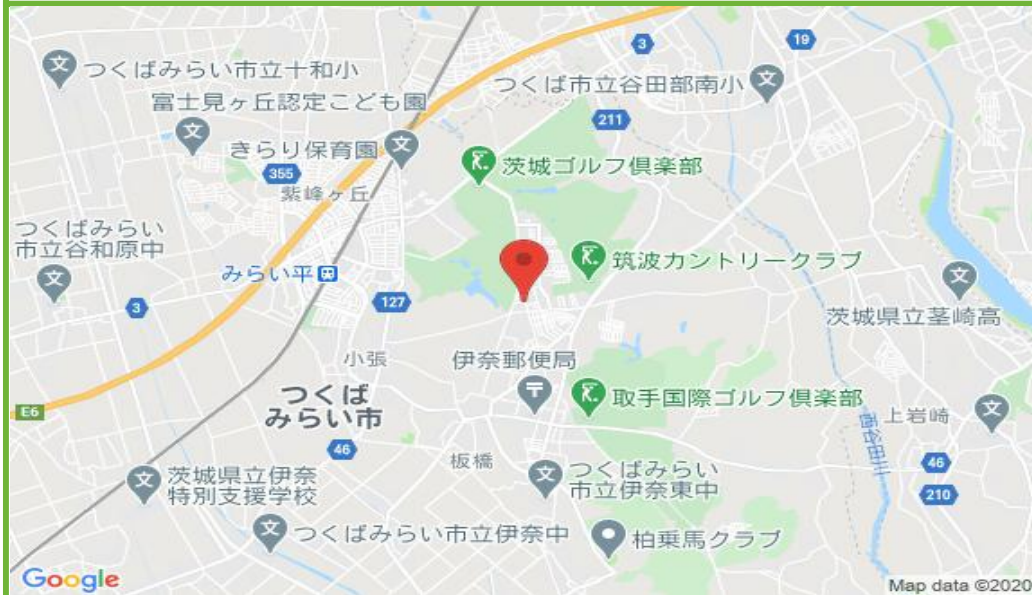 3
19
つくばみらい市立十和小
つくば市立谷田部南小
富士見ヶ丘認定こども園
211
きらり保育園
茨城ゴルフ倶楽部
355
紫峰ヶ丘
つくばみらい
市立谷和原中
筑波カントリークラブ
みらい平
127
3
茨城県立茎崎高
小張
伊奈郵便局
つくば
みらい市
取手国際ゴルフ倶楽部
E6
上岩崎
西谷田川
46
板橋
46
茨城県立伊奈
特別支援学校
つくばみらい
市立伊奈東中
210
つくばみらい市立伊奈中
柏乗馬クラブ
Google
Map data ©2020